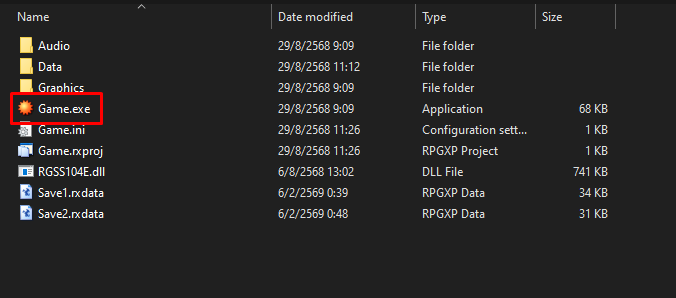 Name Date modified Type Size
Audio 29/8/2568 9:09 File folder
Data 29/8/2568 11:12 File folder
Graphics 29/8/2568 9:09 File folder
Game.exe 29/8/2568 9:09 Application 68 KB
Game.ini 29/8/2568 11:26 Configuration sett... 1 KB
Game.rxproj 29/8/2568 11:26 RPGXP Project 1 KB
RGSS104E.dll 6/8/2568 13:02 DLL File 741 KB
Save1.rxdata 6/2/2569 0:39 RPGXP Data 34 KB
Save2.rxdata 6/2/2569 0:48 RPGXP Data 31 KB